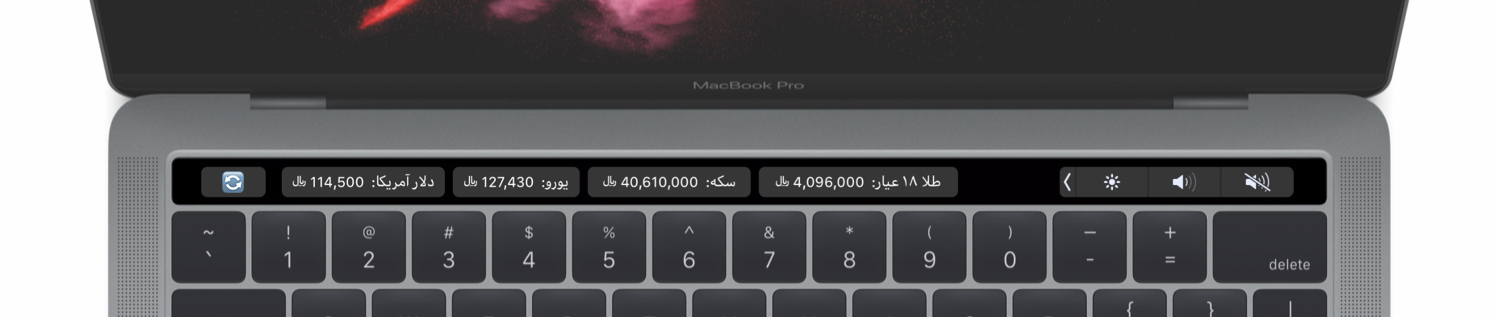 MacBook Pro
دلار آمریکا: 114,500 ﷼
یورو: 127,430 ﷼
سکه: 40,610,000 ﷼
طلا ۱۸ عیار: 4,096,000 ﷼
~ ! @ # $ % ^ & * ( ) — +
` 1 2 3 4 5 6 7 8 9 0 - = delete
{ } |